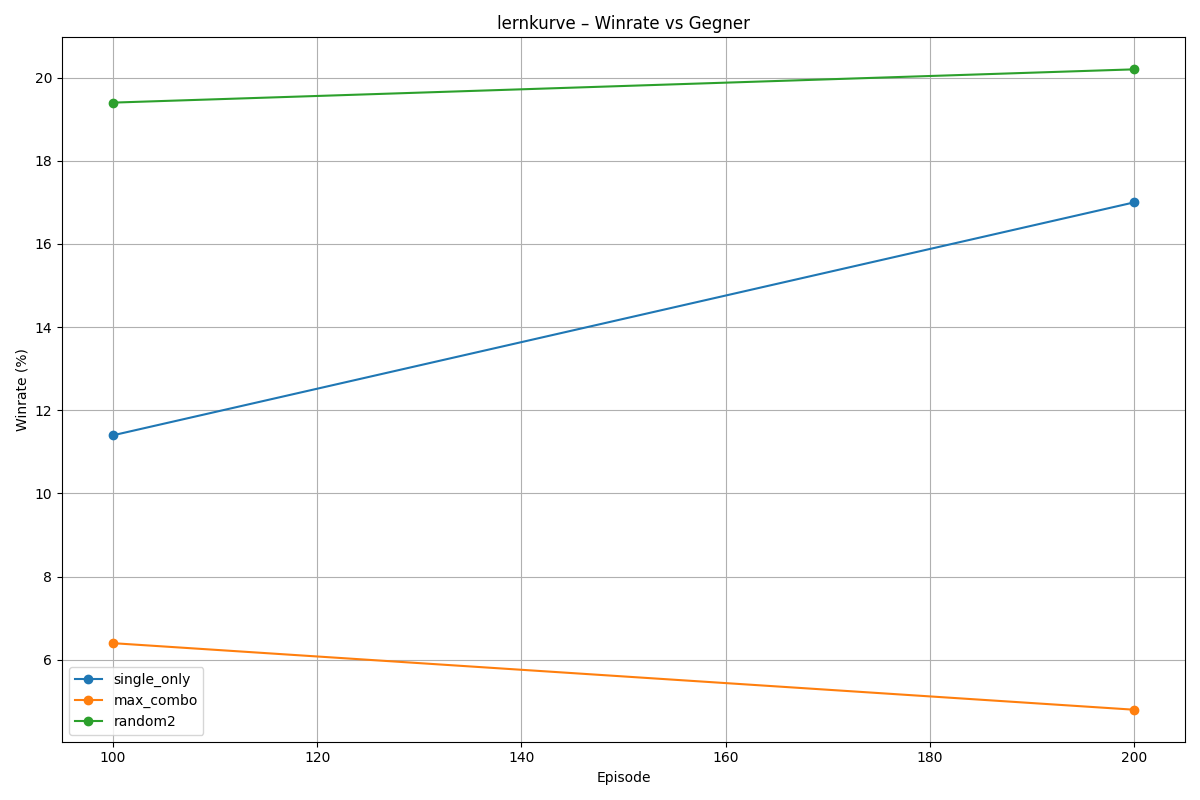 lernkurve – Winrate vs Gegner
Winrate (%)
20
18
16
14
12
10
8
6
single_only
max_combo
random2
100 120 140 160 180 200
Episode